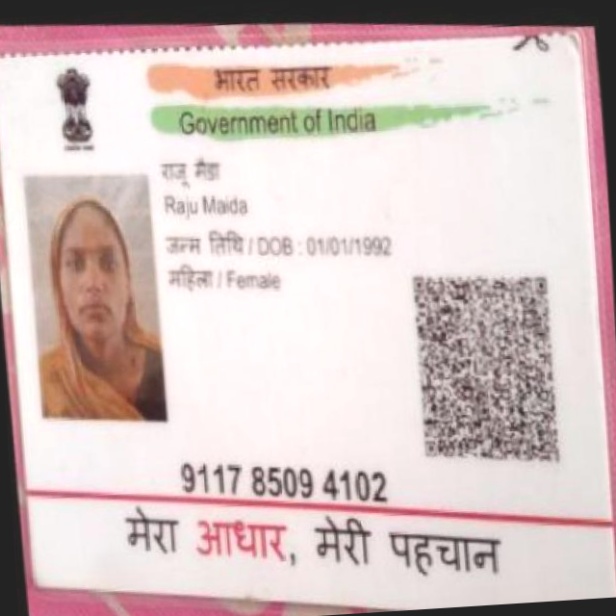 भारत सरकार
Government of India
राजू मैडा
Raju Maida
जन्म तिथि / DOB : 01/01/1992
महिला / Female
9117 8509 4102
मेरा आधार, मेरी पहचान